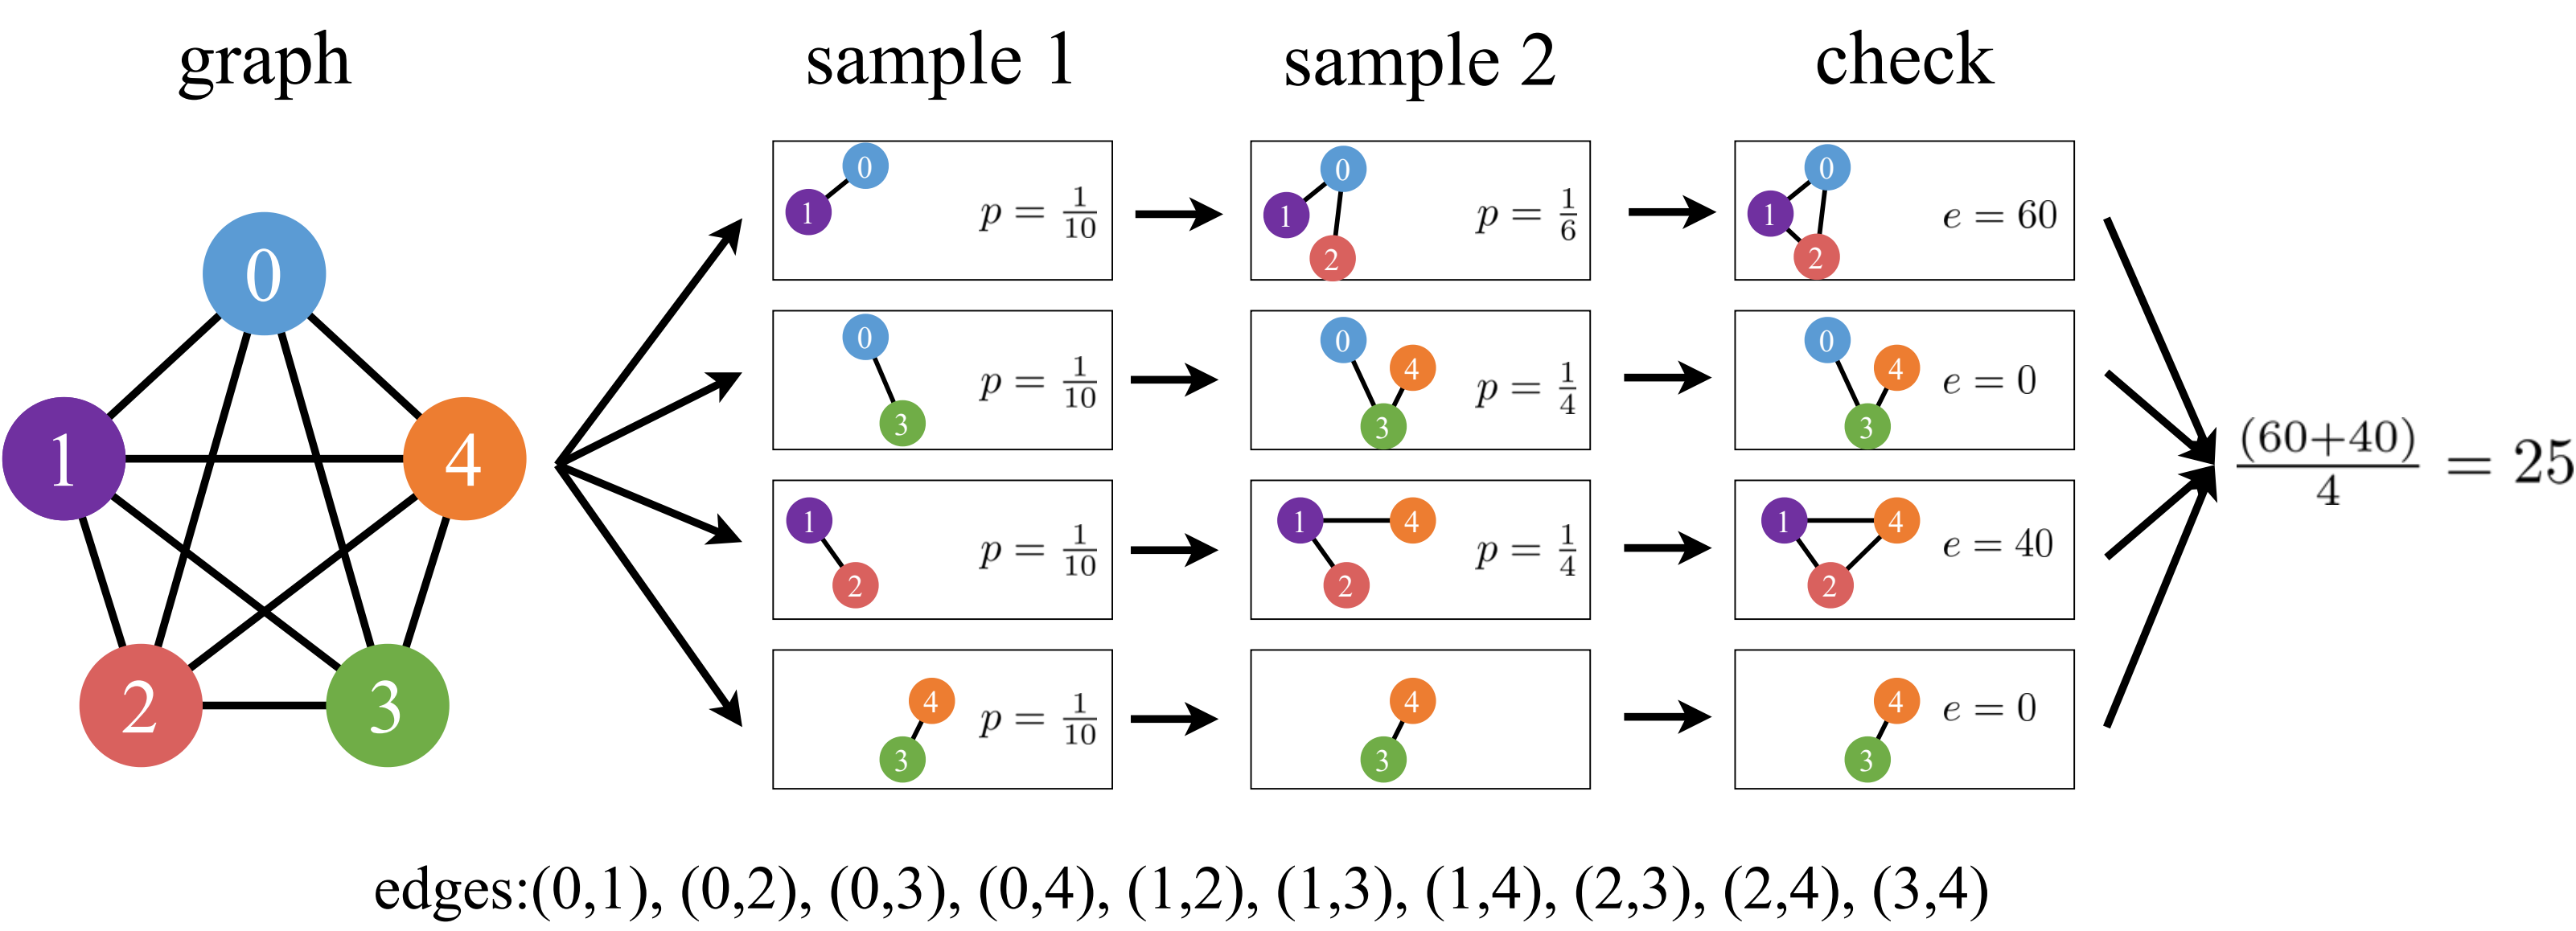 graph
sample 1
sample 2
check
0
1
4
2
3
0
1
p = 1/10
0
1
2
p = 1/6
0
1
2
e = 60
0
3
p = 1/10
0
4
3
p = 1/4
0
4
3
e = 0
1
2
p = 1/10
1
4
2
p = 1/4
1
4
2
e = 40
4
3
p = 1/10
4
3
4
3
e = 0
(60+40)/4 = 25
edges:(0,1), (0,2), (0,3), (0,4), (1,2), (1,3), (1,4), (2,3), (2,4), (3,4)